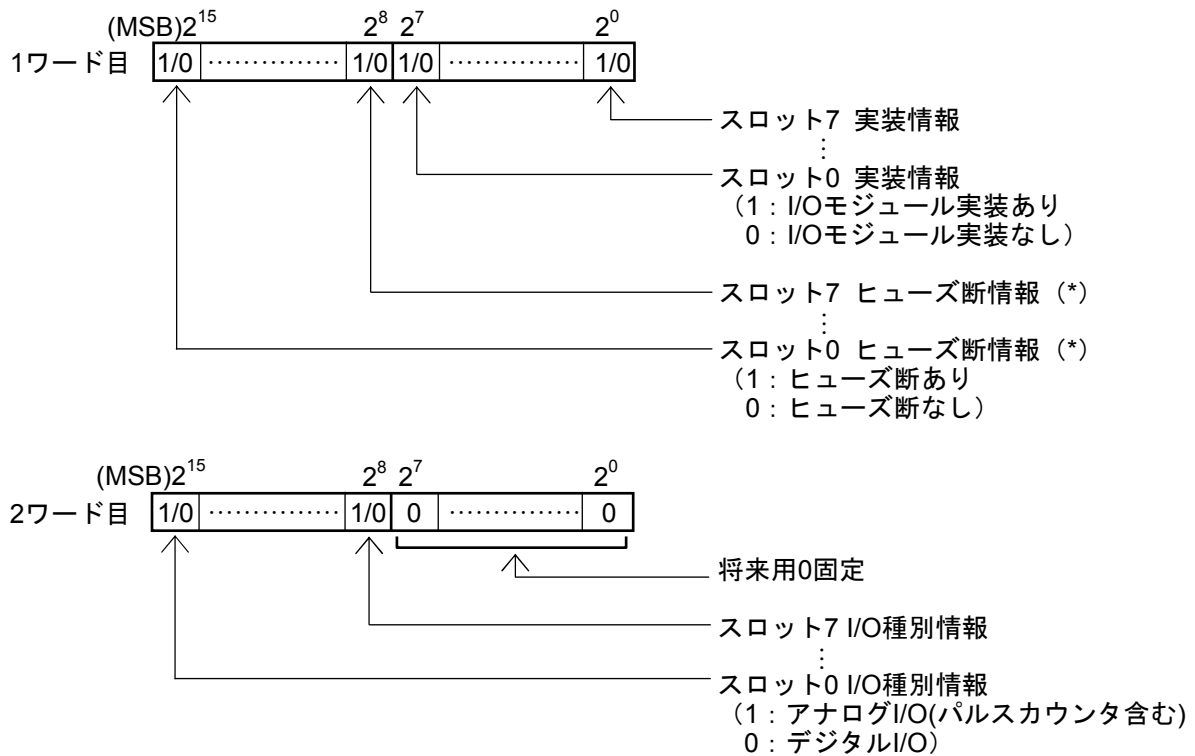 (MSB)2^15 2^8 2^7 2^0
1ワード目 1/0 ‥‥‥‥‥ 1/0 1/0 ‥‥‥‥‥ 1/0
スロット7 実装情報
⋮
スロット0 実装情報
（1：I/Oモジュール実装あり
0：I/Oモジュール実装なし）
スロット7 ヒューズ断情報（*）
⋮
スロット0 ヒューズ断情報（*）
（1：ヒューズ断あり
0：ヒューズ断なし）
(MSB)2^15 2^8 2^7 2^0
2ワード目 1/0 ‥‥‥‥‥ 1/0 0 ‥‥‥‥‥ 0
将来用0固定
スロット7 I/O種別情報
⋮
スロット0 I/O種別情報
（1：アナログI/O(パルスカウンタ含む)
0：デジタルI/O）